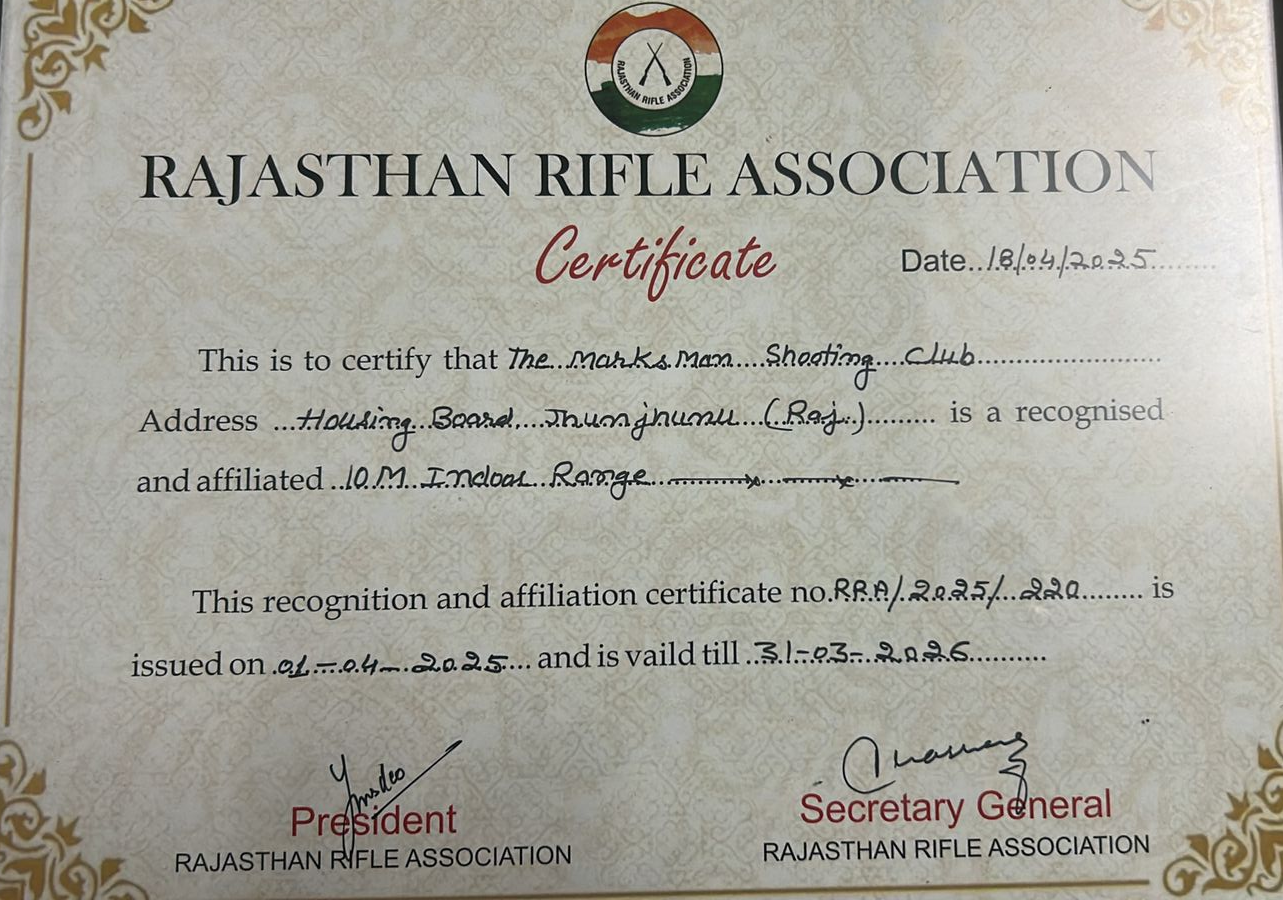 RAJASTHAN RIFLE ASSOCIATION
RAJASTHAN RIFLE ASSOCIATION
Certificate
Date..18/04/2025..........
This is to certify that The Marks Man Shooting Club
Address ...Housing Board, Jhunjhunu (Raj.)......... is a recognised
and affiliated ..10.M. Indoor Range
This recognition and affiliation certificate no.RRA/2025/220........ is
issued on .01-04-2025... and is vaild till ..31-03-2026..........
President
RAJASTHAN RIFLE ASSOCIATION
Secretary General
RAJASTHAN RIFLE ASSOCIATION